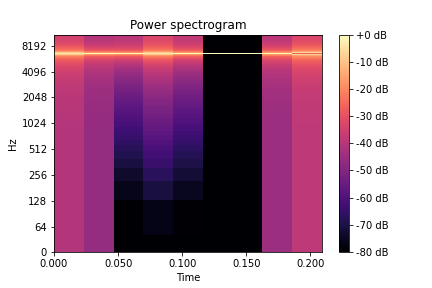 Power spectrogram
Hz
8192
4096
2048
1024
512
256
128
64
0
0.000 0.050 0.100 0.150 0.200
Time
+0 dB
-10 dB
-20 dB
-30 dB
-40 dB
-50 dB
-60 dB
-70 dB
-80 dB